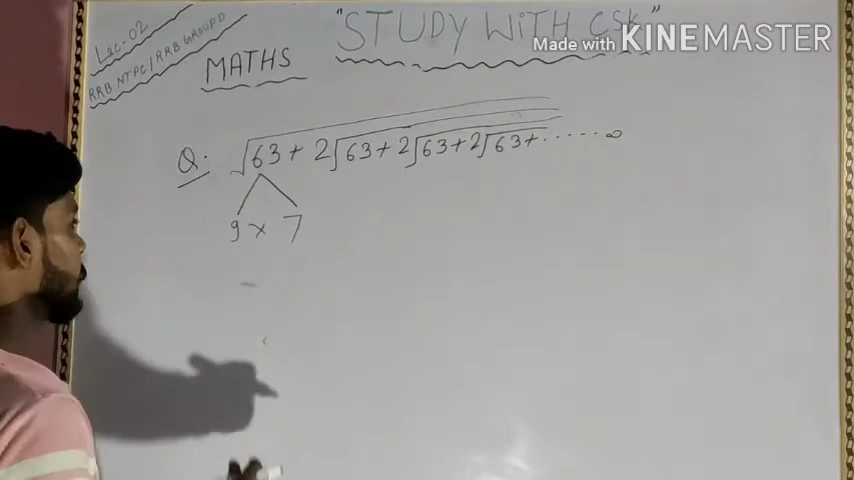 Lec-02
RRB NTPC/RRB GROUP D
MATHS
"STUDY WITH CSK"
Made with KINEMASTER
Q. √63 + 2√63 + 2√63 + 2√63 + ...... ∞
9 × 7